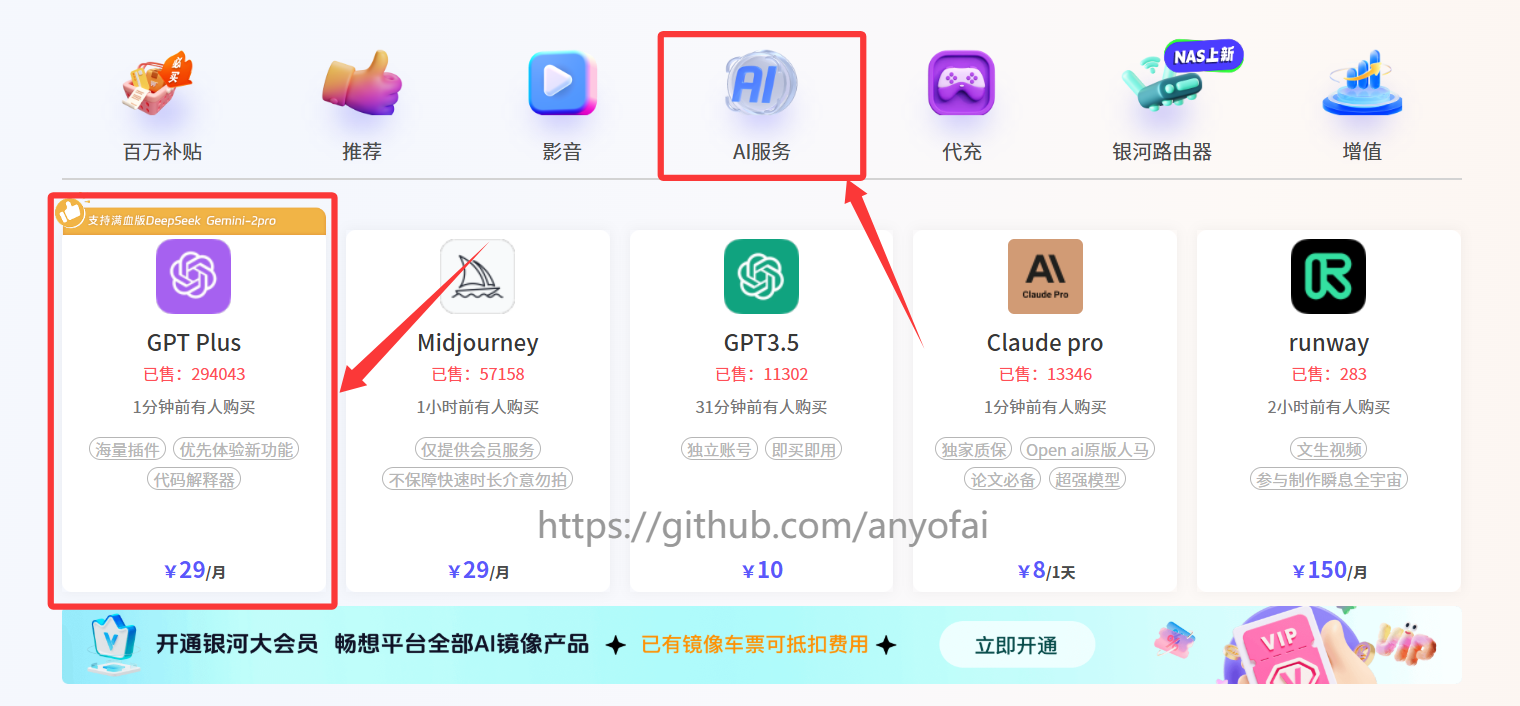 必买
NAS上新
AI
百万补贴
推荐
影音
AI服务
代充
银河路由器
增值
支持满血版DeepSeek Gemini-2pro
GPT Plus
已售：294043
1分钟前有人购买
海量插件 优先体验新功能
代码解释器
￥29/月
Midjourney
已售：57158
1小时前有人购买
仅提供会员服务
不保障快速时长介意勿拍
￥29/月
GPT3.5
已售：11302
31分钟前有人购买
独立账号 即买即用
￥10
AI
Claude Pro
Claude pro
已售：13346
1分钟前有人购买
独家质保 Open ai原版人马
论文必备 超强模型
￥8/1天
runway
已售：283
2小时前有人购买
文生视频
参与制作瞬息全宇宙
￥150/月
https://github.com/anyofai
开通银河大会员 畅想平台全部AI镜像产品 已有镜像车票可抵扣费用 立即开通
VIP
VIP